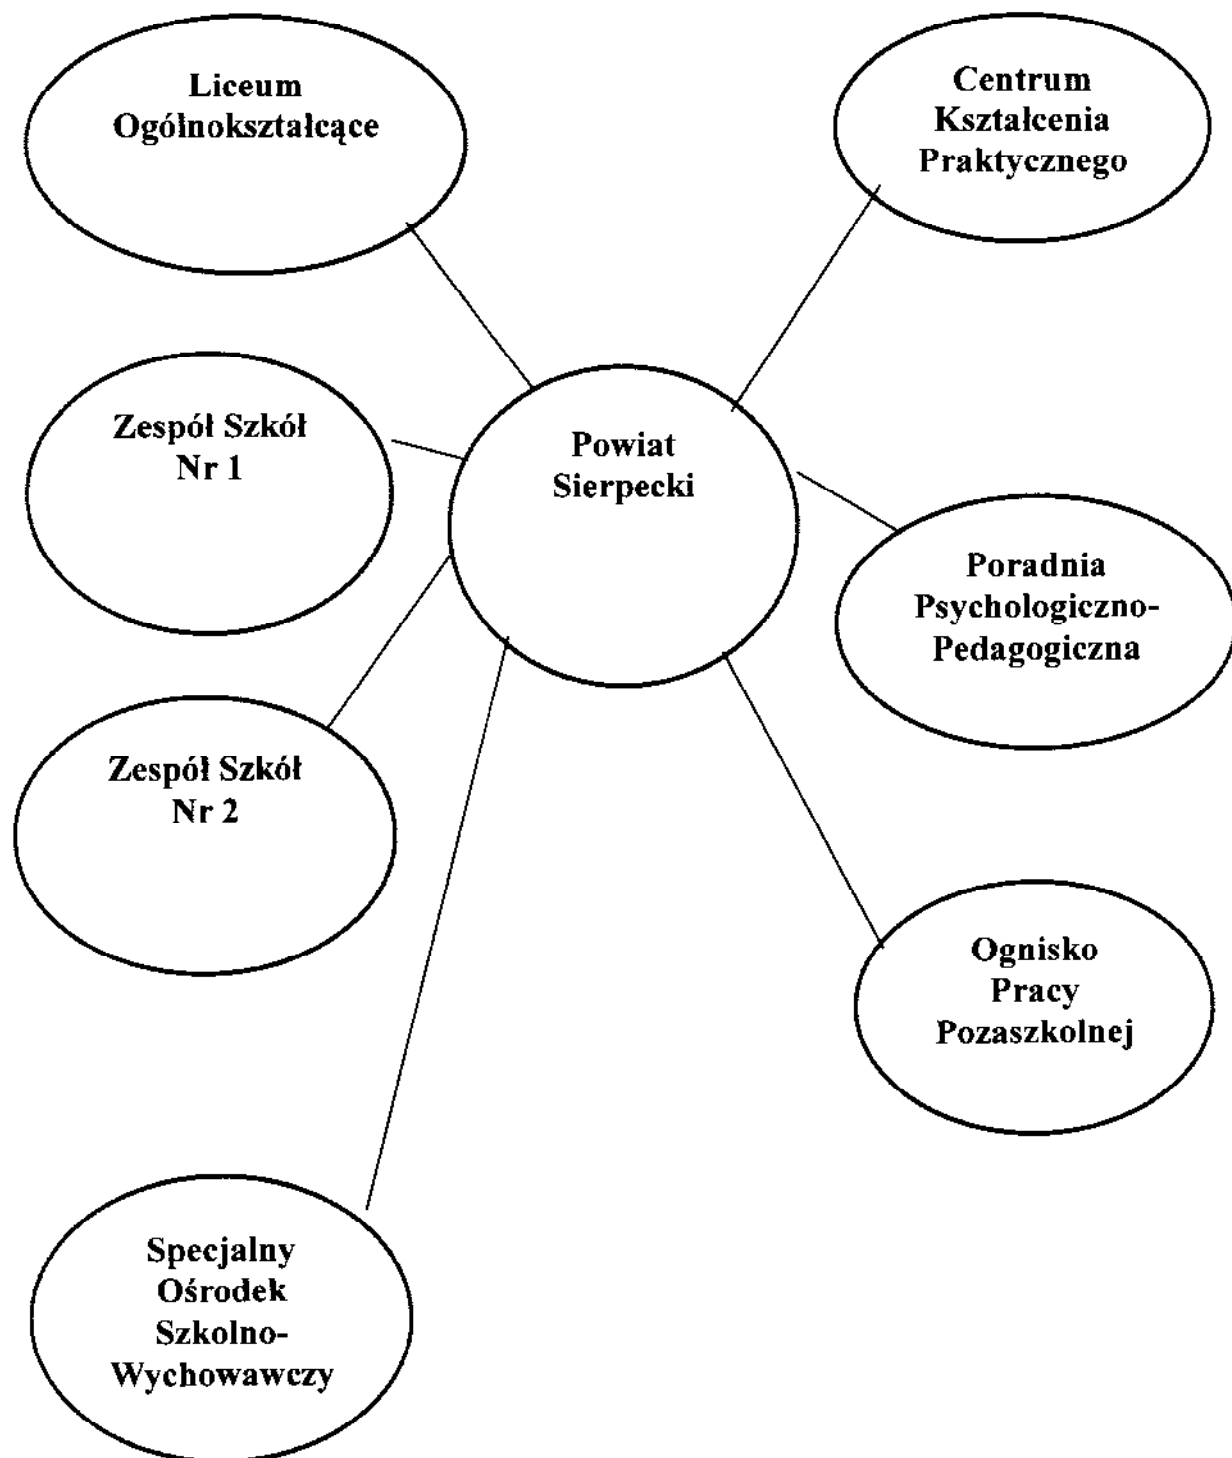 Liceum
Ogólnokształcące
Centrum
Kształcenia
Praktycznego
Zespół Szkół
Nr 1
Powiat
Sierpecki
Poradnia
Psychologiczno-
Pedagogiczna
Zespół Szkół
Nr 2
Ognisko
Pracy
Pozaszkolnej
Specjalny
Ośrodek
Szkolno-
Wychowawczy